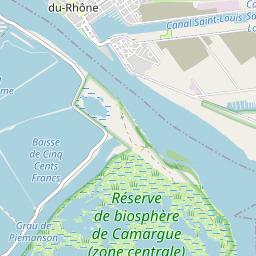 du-Rhône
Canal Saint-Louis
Baisse
de Cinq
Cents
Francs
Réserve
de biosphère
de Camargue
(zone centrale)
Grau de
Piémanson